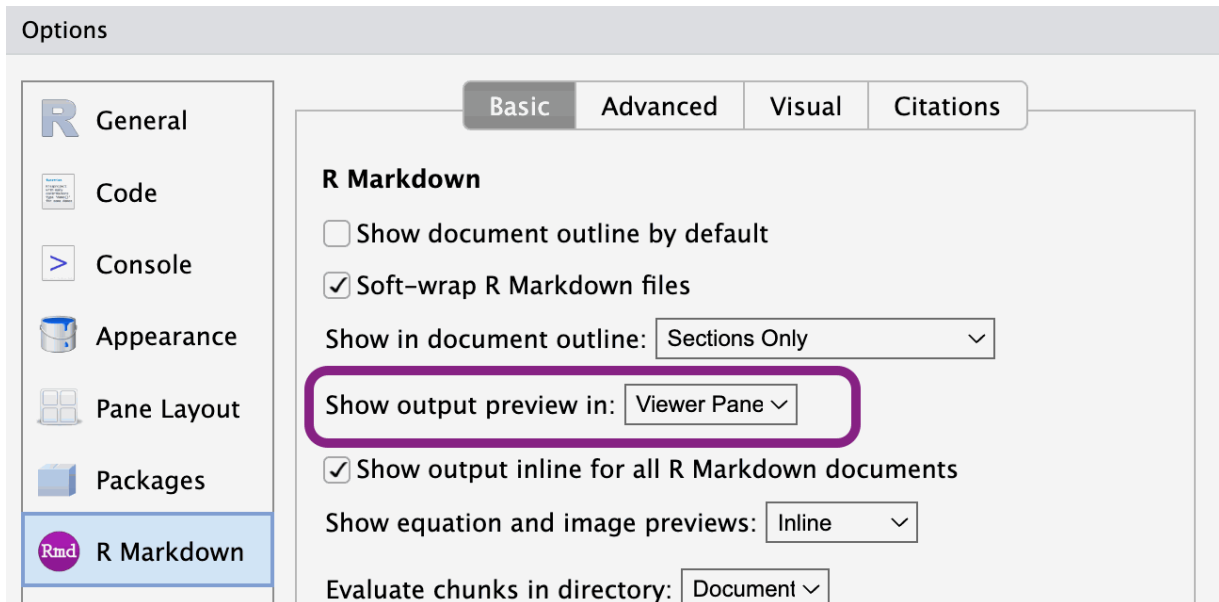 Options
General
Code
Console
Appearance
Pane Layout
Packages
Rmd R Markdown
Basic Advanced Visual Citations
R Markdown
Show document outline by default
Soft-wrap R Markdown files
Show in document outline: Sections Only
Show output preview in: Viewer Pane
Show output inline for all R Markdown documents
Show equation and image previews: Inline
Evaluate chunks in directory: Document